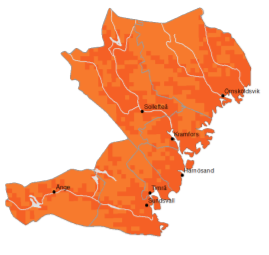 Örnsköldsvik
Sollefteå
Kramfors
Härnösand
Ånge
Timrå
Sundsvall